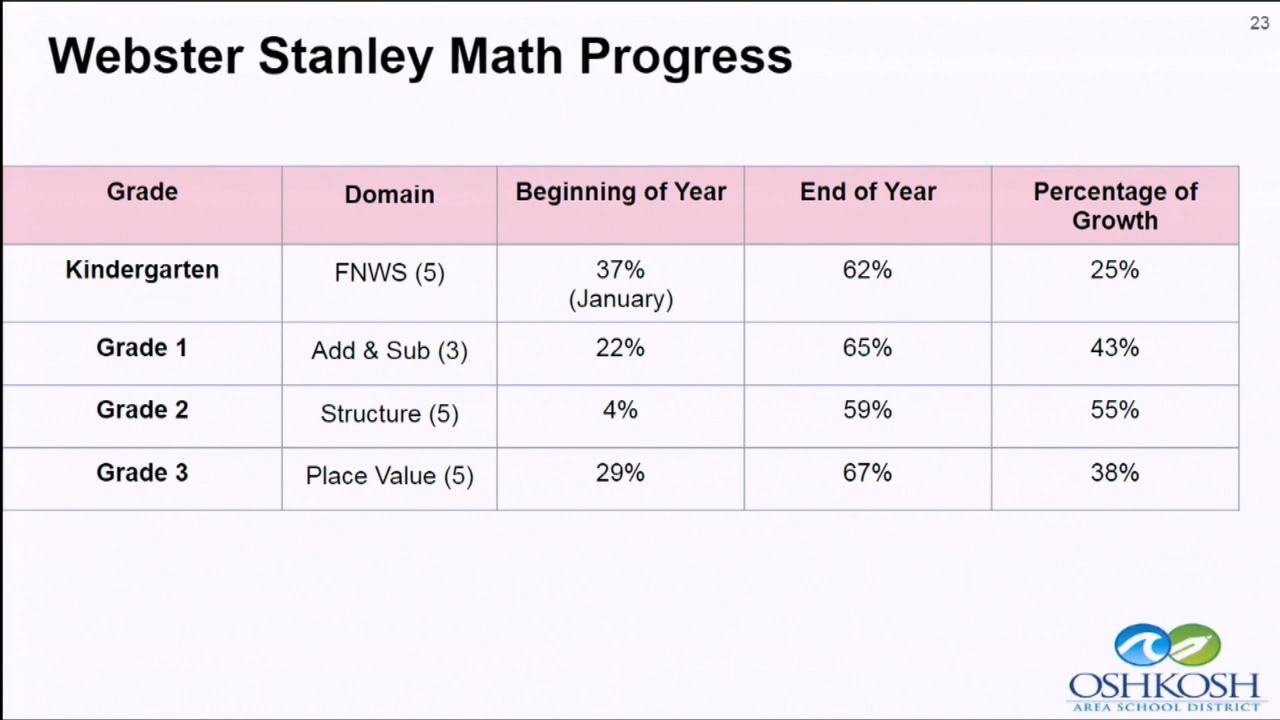 23
Webster Stanley Math Progress
Grade Domain Beginning of Year End of Year Percentage of
Growth
Kindergarten FNWS (5) 37% 62% 25%
(January)
Grade 1 Add & Sub (3) 22% 65% 43%
Grade 2 Structure (5) 4% 59% 55%
Grade 3 Place Value (5) 29% 67% 38%
OSHKOSH
AREA SCHOOL DISTRICT